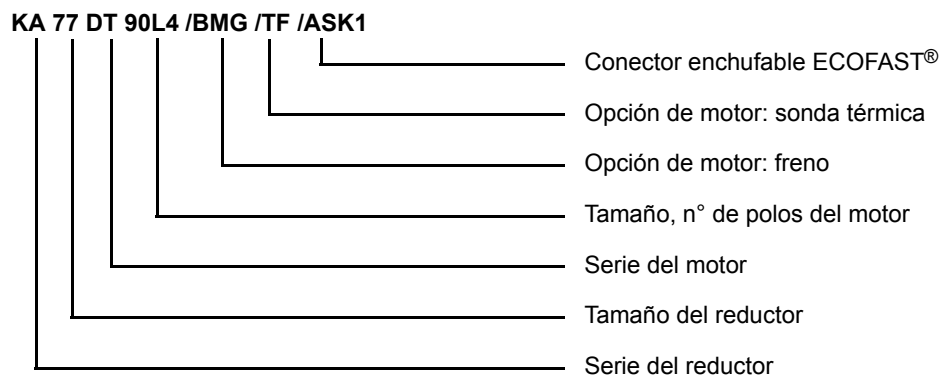 KA 77 DT 90L4 /BMG /TF /ASK1
Conector enchufable ECOFAST®
Opción de motor: sonda térmica
Opción de motor: freno
Tamaño, n° de polos del motor
Serie del motor
Tamaño del reductor
Serie del reductor